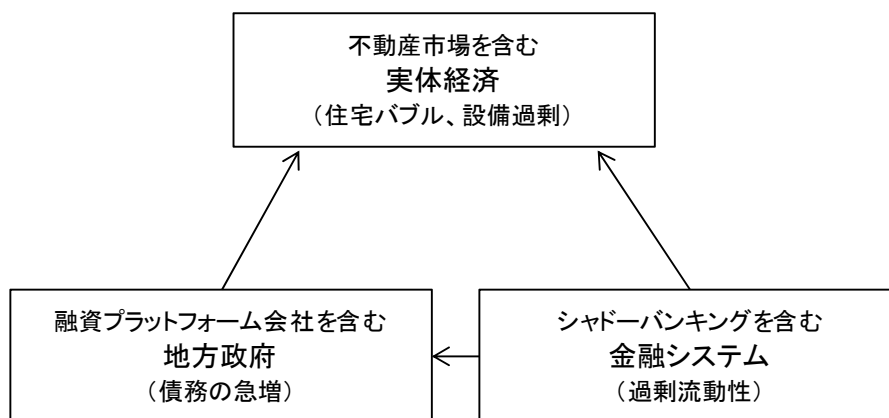 不動産市場を含む
実体経済
（住宅バブル、設備過剰）
融資プラットフォーム会社を含む
地方政府
（債務の急増）
シャドーバンキングを含む
金融システム
（過剰流動性）